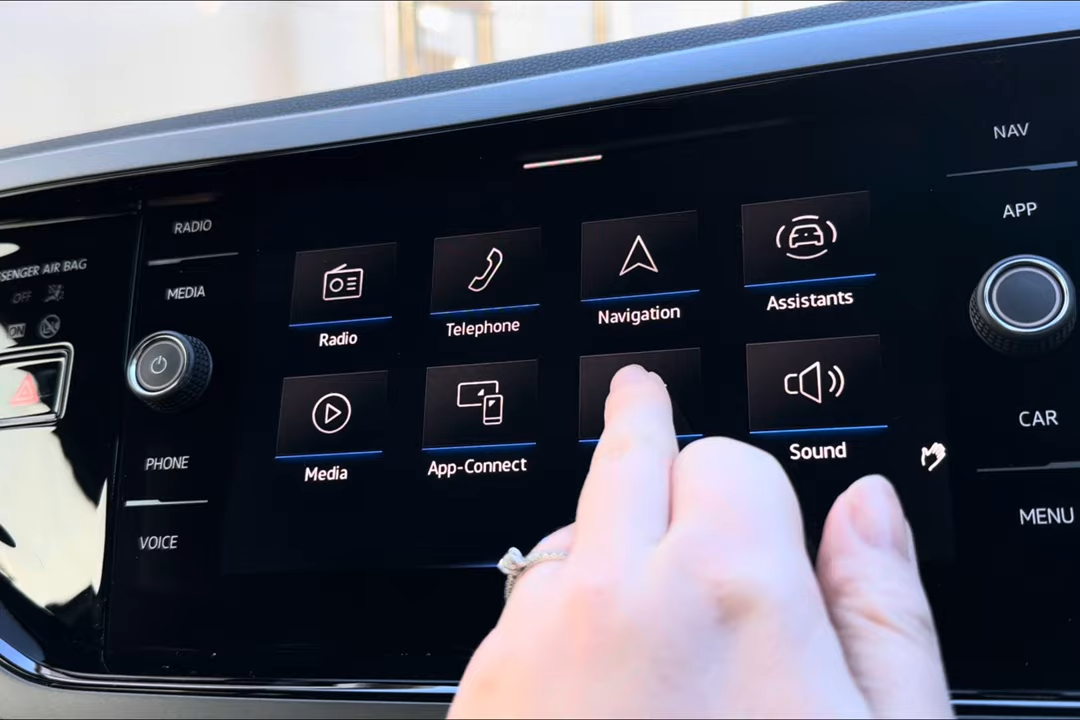 SENGER AIR BAG
OFF
ON
RADIO
MEDIA
PHONE
VOICE
Radio
Telephone
Navigation
Assistants
Media
App-Connect
Sound
NAV
APP
CAR
MENU